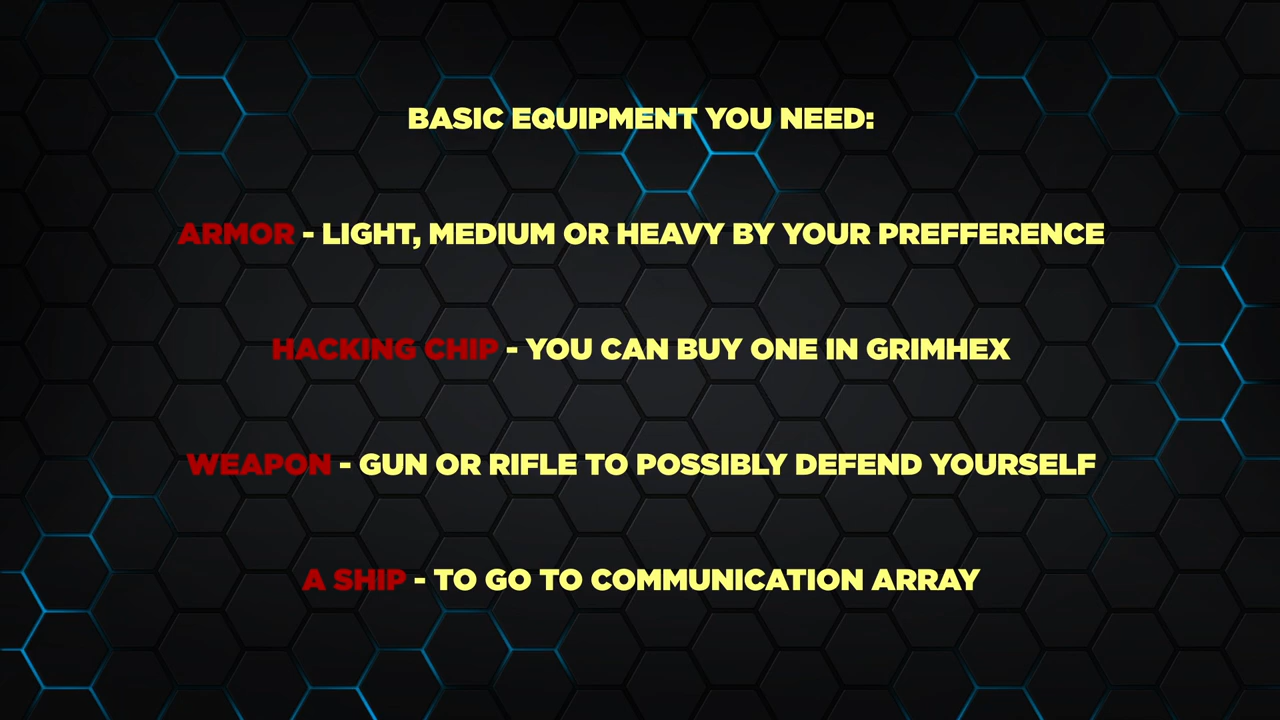 BASIC EQUIPMENT YOU NEED:
ARMOR - LIGHT, MEDIUM OR HEAVY BY YOUR PREFFERENCE
HACKING CHIP - YOU CAN BUY ONE IN GRIMHEX
WEAPON - GUN OR RIFLE TO POSSIBLY DEFEND YOURSELF
A SHIP - TO GO TO COMMUNICATION ARRAY